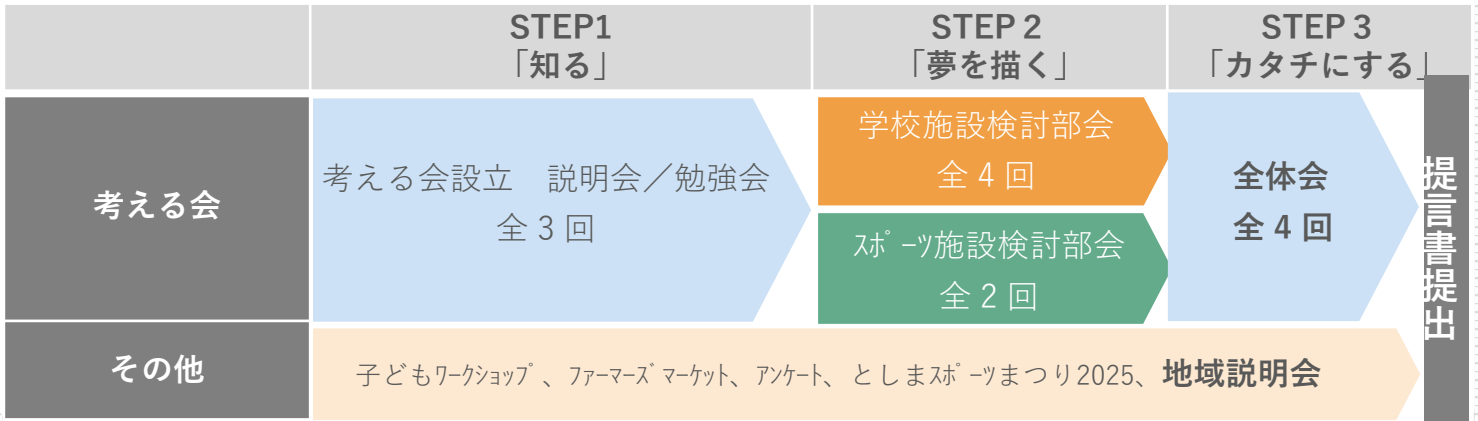 STEP1
「知る」
STEP２
「夢を描く」
STEP３
「カタチにする」
考える会
考える会設立　説明会／勉強会
全３回
学校施設検討部会
全４回
ｽﾎﾟｰﾂ施設検討部会
全２回
全体会
全４回
提言書提出
その他
子どもﾜｰｸｼｮｯﾌﾟ、ﾌｧｰﾏｰｽﾞﾏｰｹｯﾄ、ｱﾝｹｰﾄ、としまｽﾎﾟｰﾂまつり2025、地域説明会